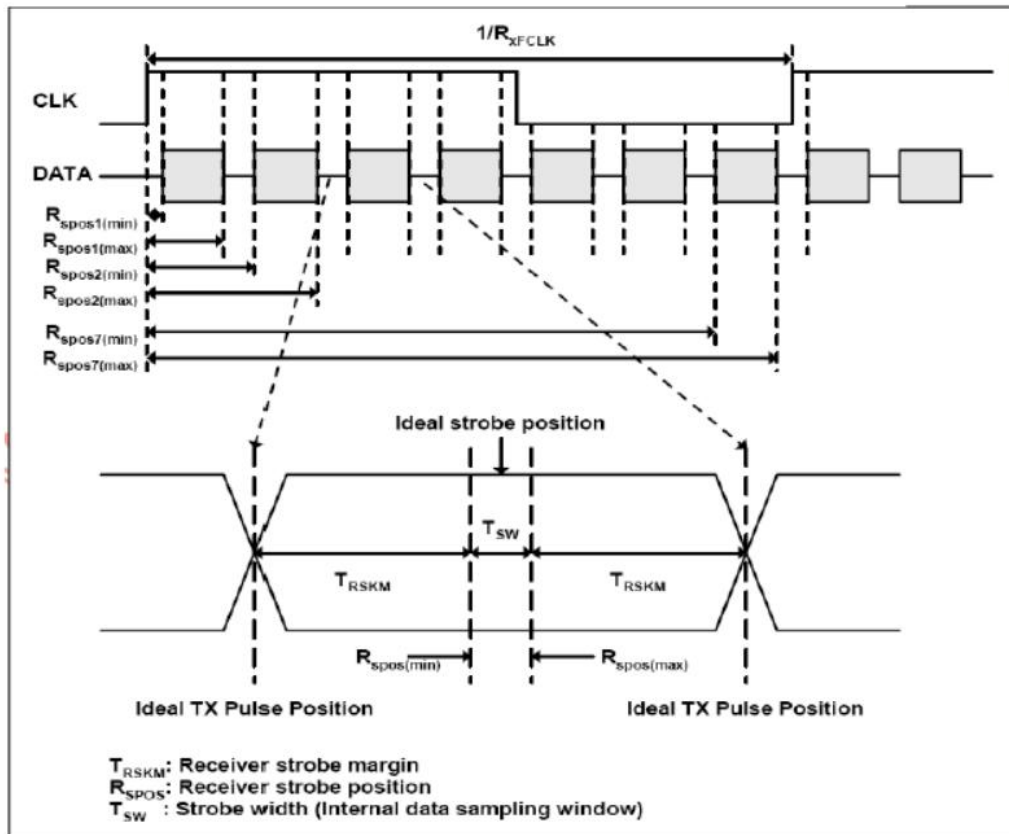 1/RxFCLK
CLK
DATA
Rspos1(min)
Rspos1(max)
Rspos2(min)
Rspos2(max)
Rspos7(min)
Rspos7(max)
Ideal strobe position
TSW
TRSKM
TRSKM
Rspos(min)
Rspos(max)
Ideal TX Pulse Position
Ideal TX Pulse Position
TRSKM: Receiver strobe margin
RSPOS: Receiver strobe position
TSW : Strobe width (Internal data sampling window)